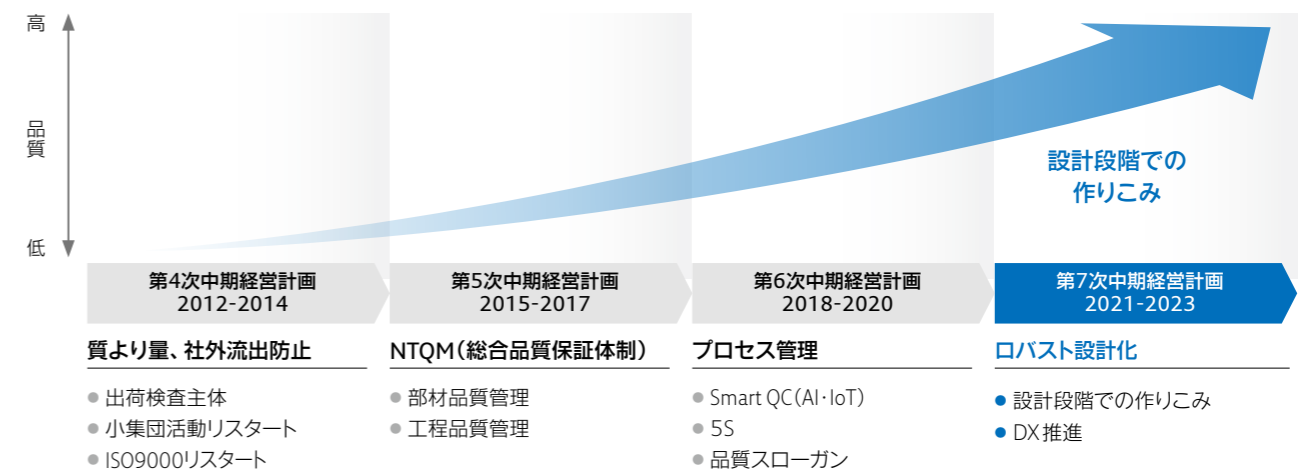 高
品質
低
設計段階での
作りこみ
第4次中期経営計画
2012-2014
第5次中期経営計画
2015-2017
第6次中期経営計画
2018-2020
第7次中期経営計画
2021-2023
質より量、社外流出防止
● 出荷検査主体
● 小集団活動リスタート
● ISO9000リスタート
NTQM(総合品質保証体制)
● 部材品質管理
● 工程品質管理
プロセス管理
● Smart QC(AI・IoT)
● 5S
● 品質スローガン
ロバスト設計化
● 設計段階での作りこみ
● DX推進